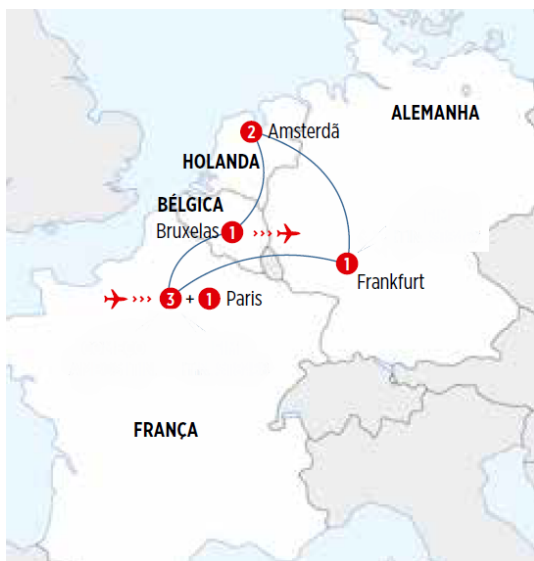 ALEMANHA
2 Amsterdã
HOLANDA
BÉLGICA
Bruxelas 1
1
Frankfurt
3 + 1 Paris
FRANÇA